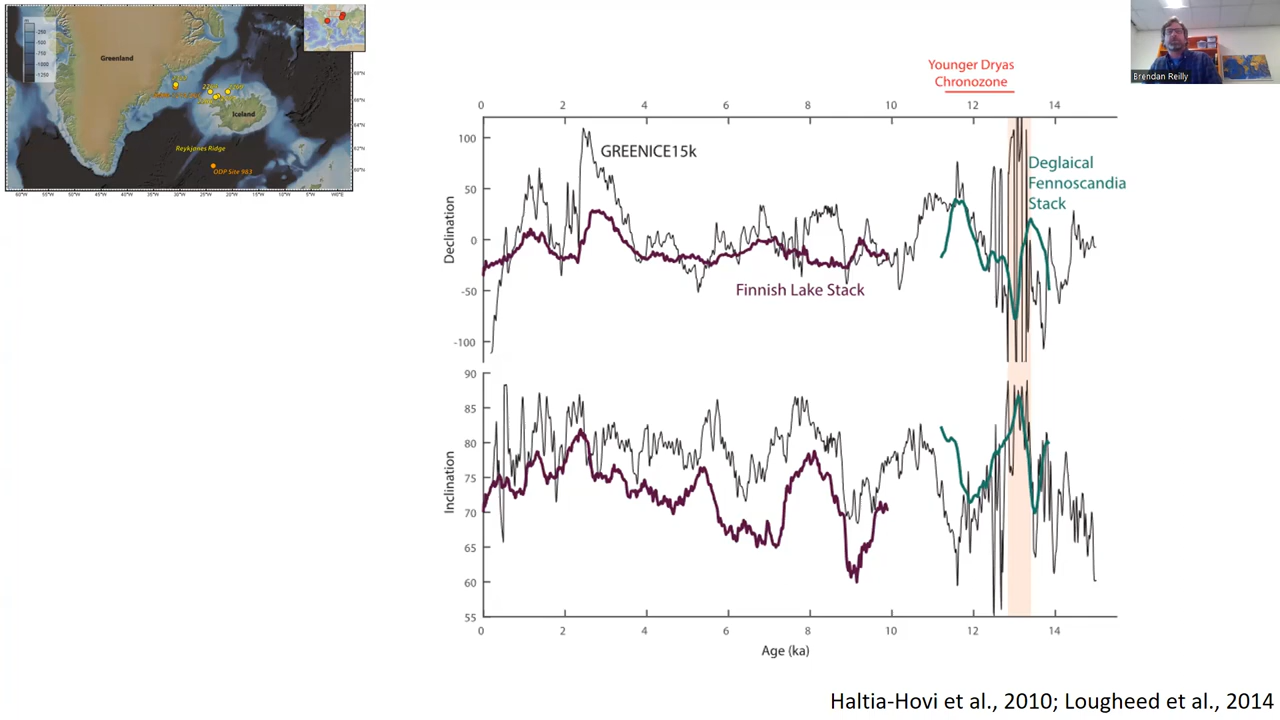 Greenland
Iceland
Reykjanes Ridge
ODP Site 983
Brendan Reilly
Younger Dryas
Chronozone
0 2 4 6 8 10 12 14
GREENICE15k
Deglaical
Fennoscandia
Stack
Finnish Lake Stack
Declination
100
50
0
-50
-100
Inclination
90
85
80
75
70
65
60
55
0 2 4 6 8 10 12 14
Age (ka)
Haltia-Hovi et al., 2010; Lougheed et al., 2014